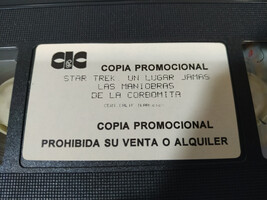 CIC
COPIA PROMOCIONAL
STAR TREK UN LUGAR JAMAS
LAS MANIOBRAS
DE LA CORBOMITA
COPIA PROMOCIONAL
PROHIBIDA SU VENTA O ALQUILER